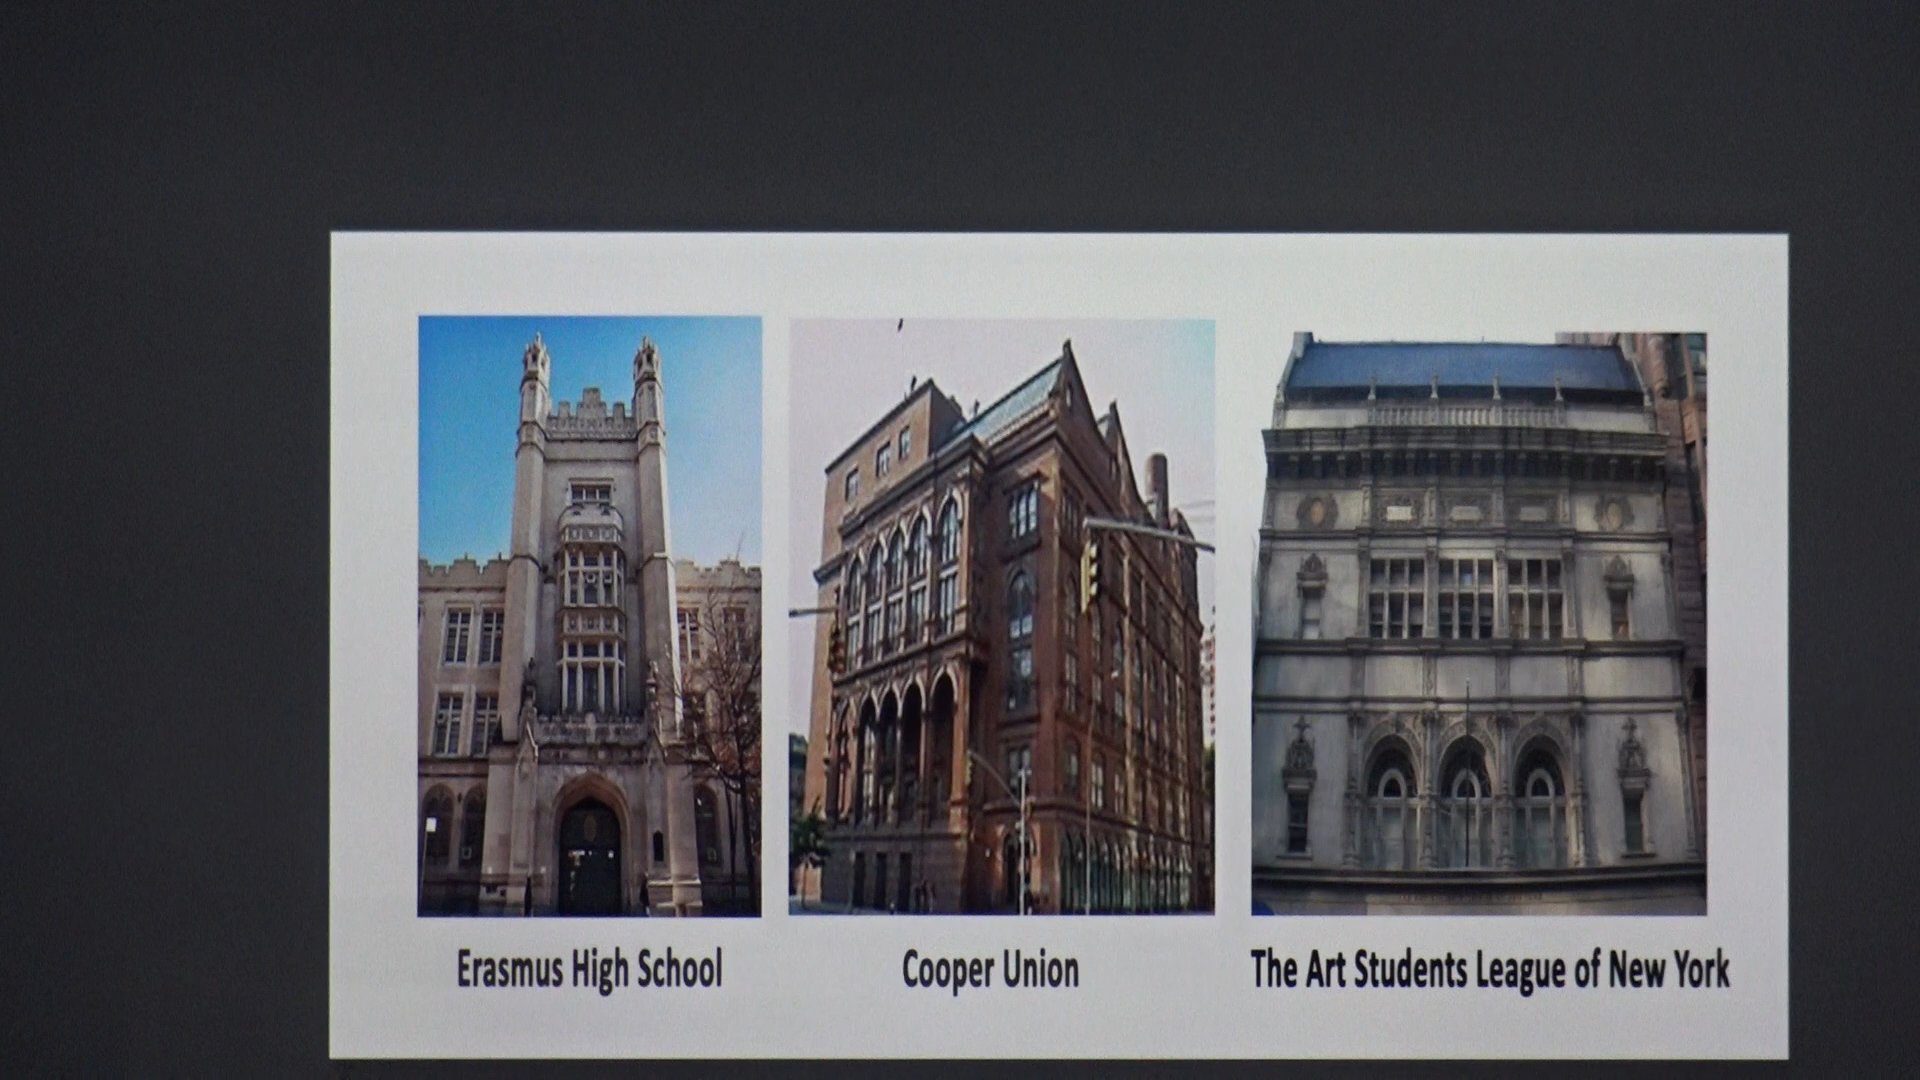 Erasmus High School
Cooper Union
The Art Students League of New York